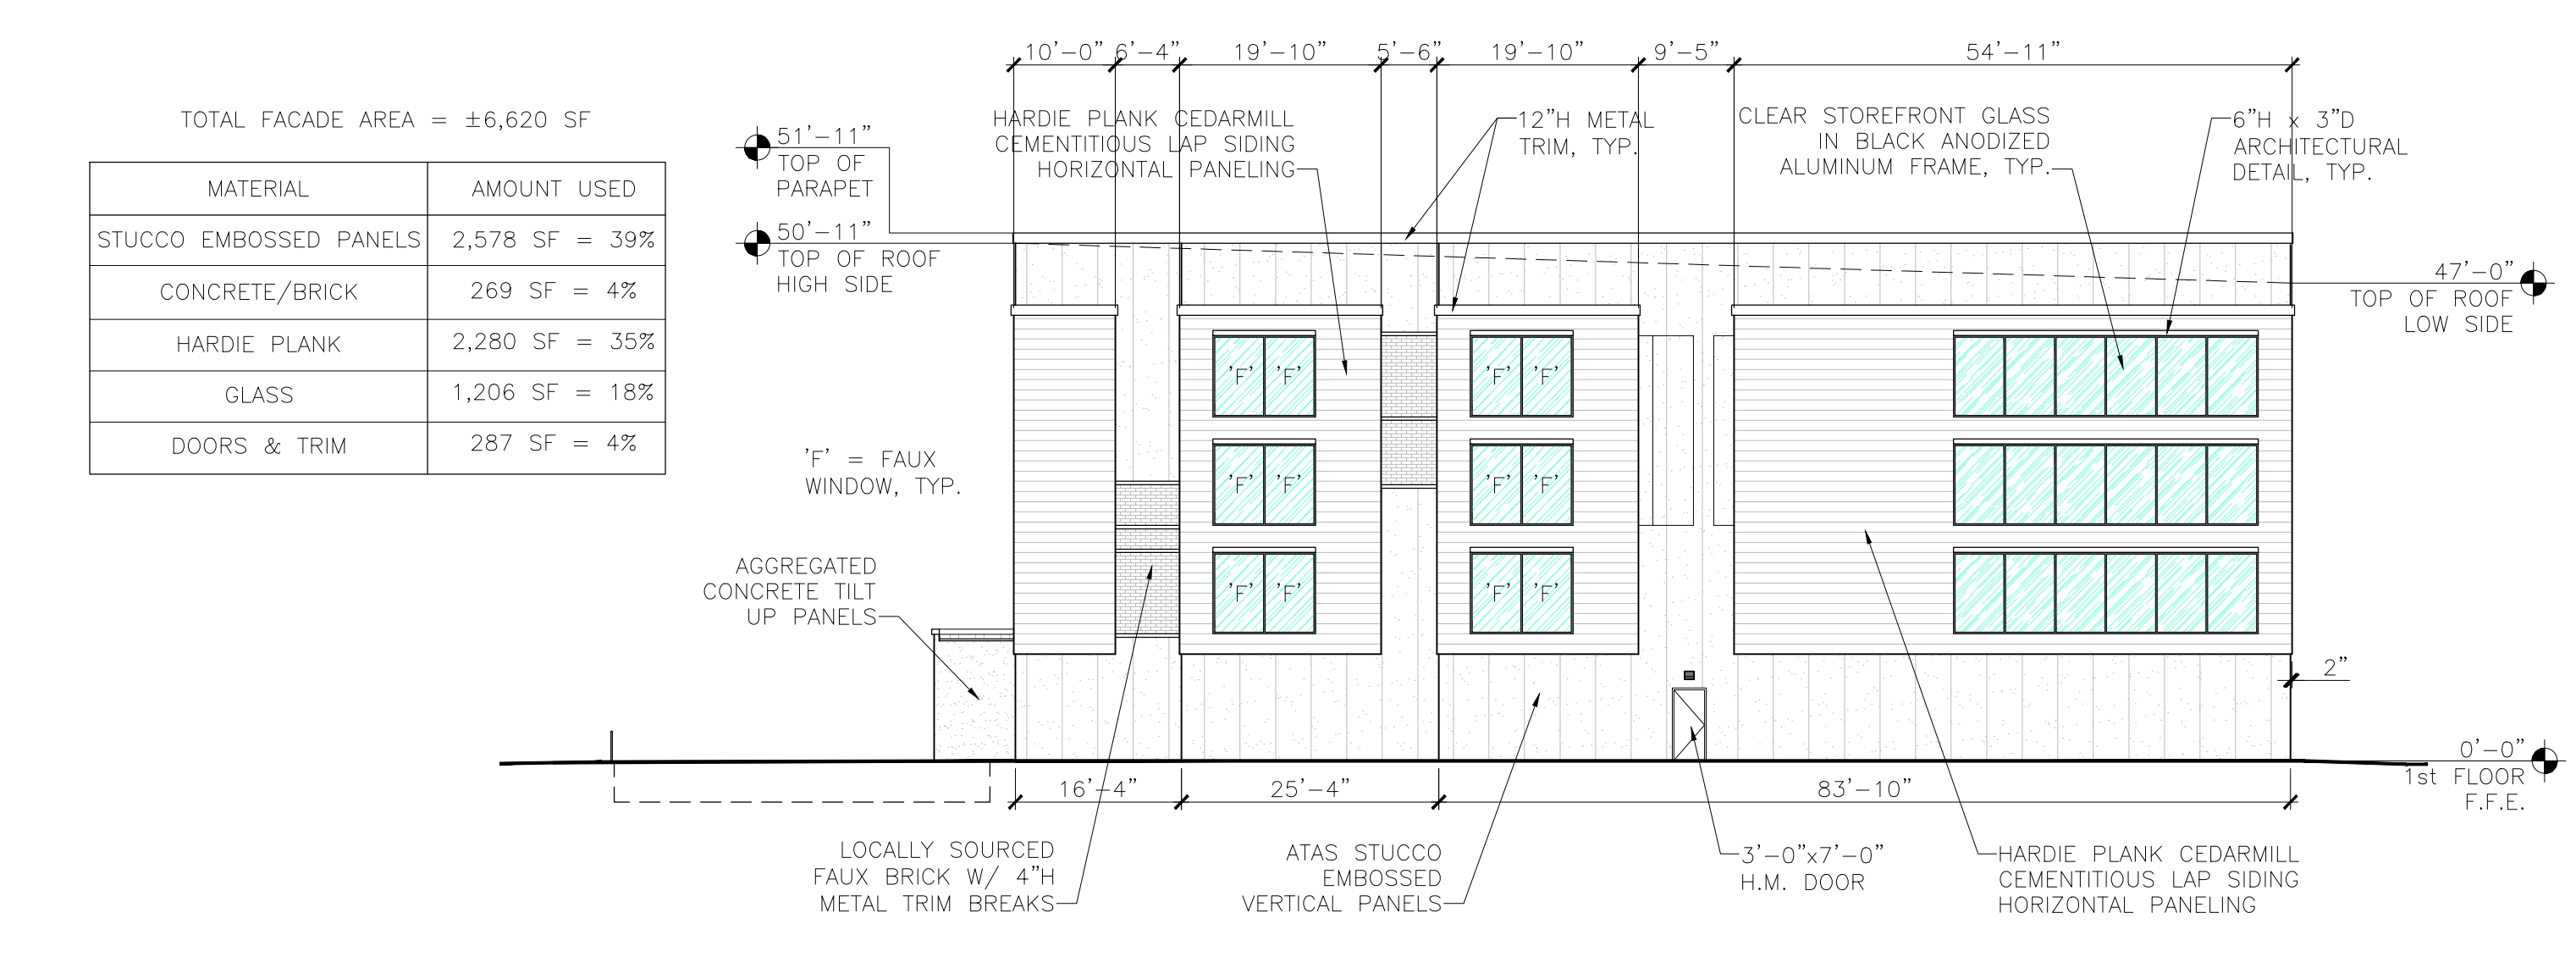 10'-0" 6'-4" 19'-10" 5'-6" 19'-10" 9'-5" 54'-11"
TOTAL FACADE AREA = ±6,620 SF
MATERIAL AMOUNT USED
STUCCO EMBOSSED PANELS 2,578 SF = 39%
CONCRETE/BRICK 269 SF = 4%
HARDIE PLANK 2,280 SF = 35%
GLASS 1,206 SF = 18%
DOORS & TRIM 287 SF = 4%
51'-11"
TOP OF
PARAPET
50'-11"
TOP OF ROOF
HIGH SIDE
HARDIE PLANK CEDARMILL
CEMENTITIOUS LAP SIDING
HORIZONTAL PANELING
12"H METAL
TRIM, TYP.
CLEAR STOREFRONT GLASS
IN BLACK ANODIZED
ALUMINUM FRAME, TYP.
6"H x 3"D
ARCHITECTURAL
DETAIL, TYP.
47'-0"
TOP OF ROOF
LOW SIDE
'F' 'F' 'F' 'F'
'F' = FAUX
WINDOW, TYP.
'F' 'F' 'F' 'F'
AGGREGATED
CONCRETE TILT
UP PANELS
'F' 'F' 'F' 'F'
2"
0'-0"
1st FLOOR
F.F.E.
16'-4" 25'-4" 83'-10"
LOCALLY SOURCED
FAUX BRICK W/ 4"H
METAL TRIM BREAKS
ATAS STUCCO
EMBOSSED
VERTICAL PANELS
3'-0"x7'-0"
H.M. DOOR
HARDIE PLANK CEDARMILL
CEMENTITIOUS LAP SIDING
HORIZONTAL PANELING